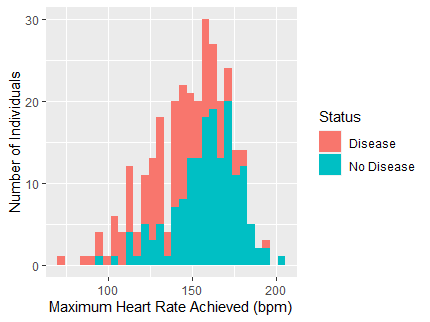 30
20
10
0
100
150
200
Number of Individuals
Maximum Heart Rate Achieved (bpm)
Status
Disease
No Disease